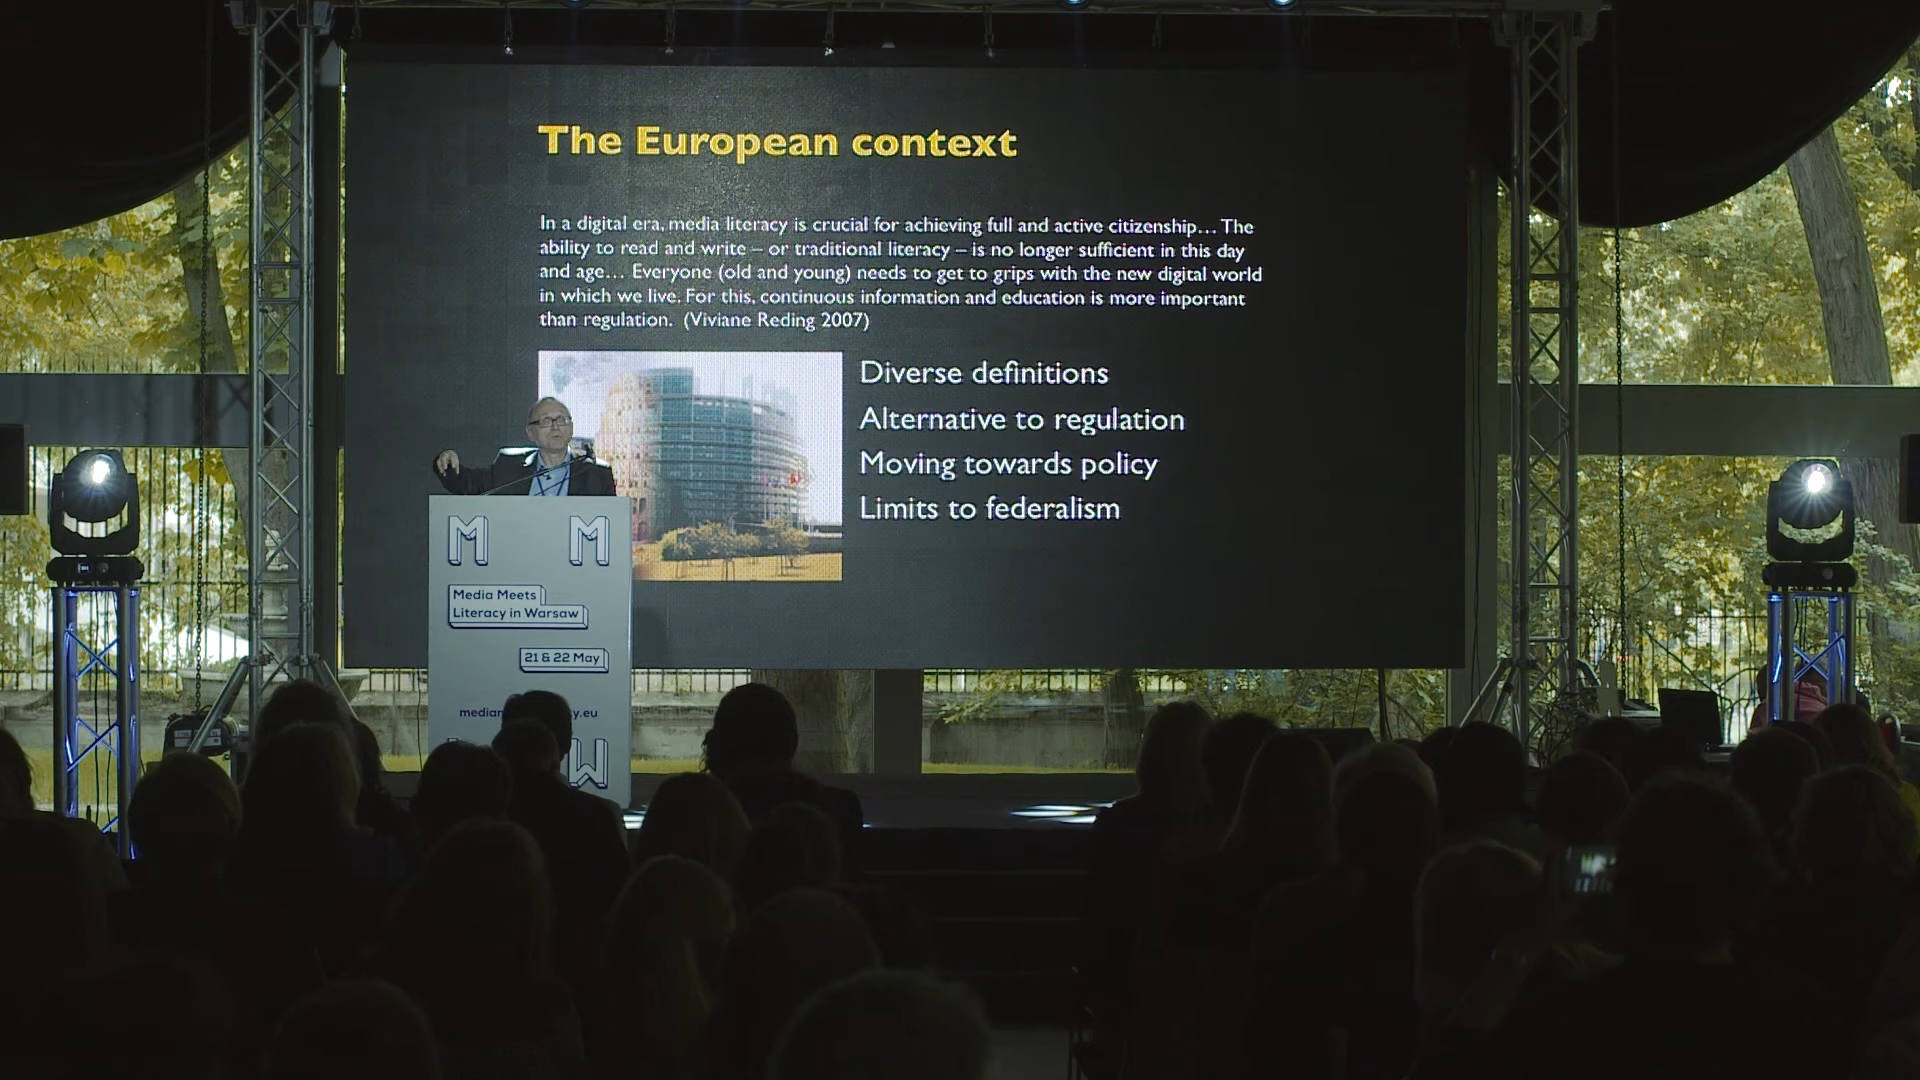 The European context
In a digital era, media literacy is crucial for achieving full and active citizenship… The
ability to read and write – or traditional literacy – is no longer sufficient in this day
and age… Everyone (old and young) needs to get to grips with the new digital world
in which we live. For this, continuous information and education is more important
than regulation. (Viviane Reding 2007)
Diverse definitions
Alternative to regulation
Moving towards policy
Limits to federalism
M M
Media Meets
Literacy in Warsaw
21 & 22 May
W